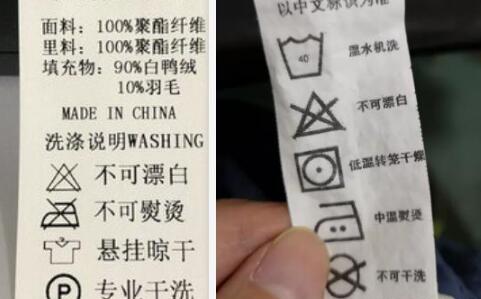 面料: 100%聚酯纤维
里料: 100%聚酯纤维
填充物: 90%白鸭绒
10%羽毛
MADE IN CHINA
洗涤说明WASHING
不可漂白
不可熨烫
悬挂晾干
P 专业干洗
以中文标识为准
40
温水机洗
不可漂白
低温转笼干燥
中温熨烫
不可干洗